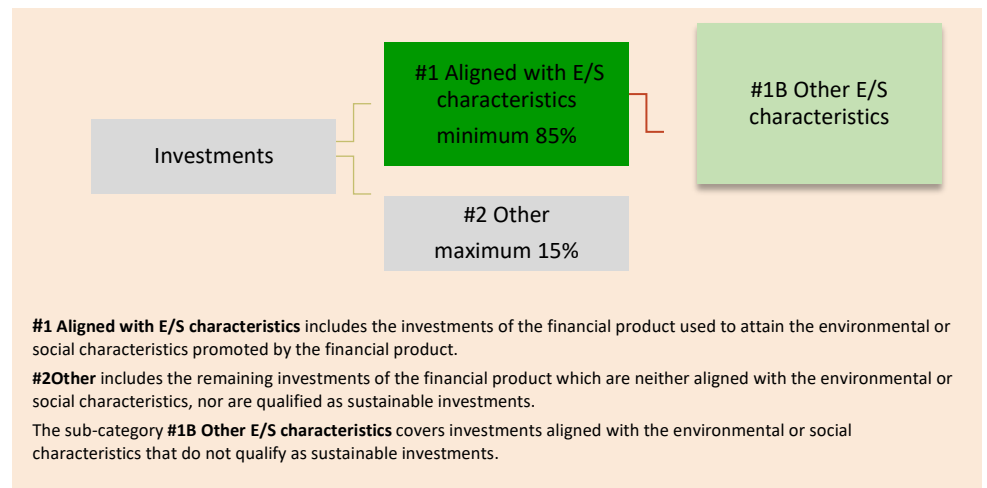 #1 Aligned with E/S
characteristics
minimum 85%
#1B Other E/S
characteristics
Investments
#2 Other
maximum 15%
#1 Aligned with E/S characteristics includes the investments of the financial product used to attain the environmental or
social characteristics promoted by the financial product.
#2Other includes the remaining investments of the financial product which are neither aligned with the environmental or
social characteristics, nor are qualified as sustainable investments.
The sub-category #1B Other E/S characteristics covers investments aligned with the environmental or social
characteristics that do not qualify as sustainable investments.